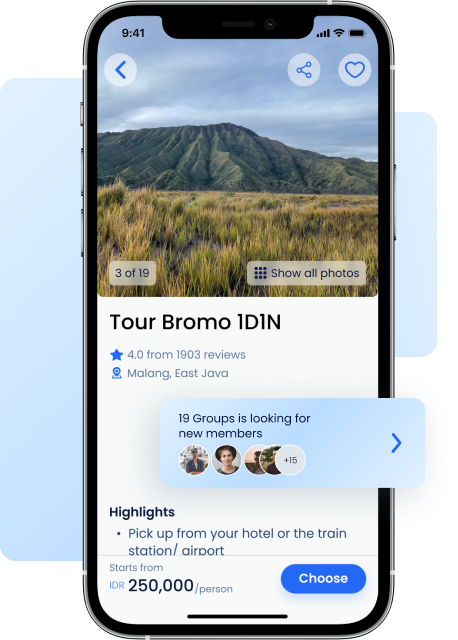 9:41
3 of 19
Show all photos
Tour Bromo 1D1N
4.0 from 1903 reviews
Malang, East Java
19 Groups is looking for
new members
+15
Highlights
• Pick up from your hotel or the train
station/ airport
Starts from
IDR 250,000/person
Choose